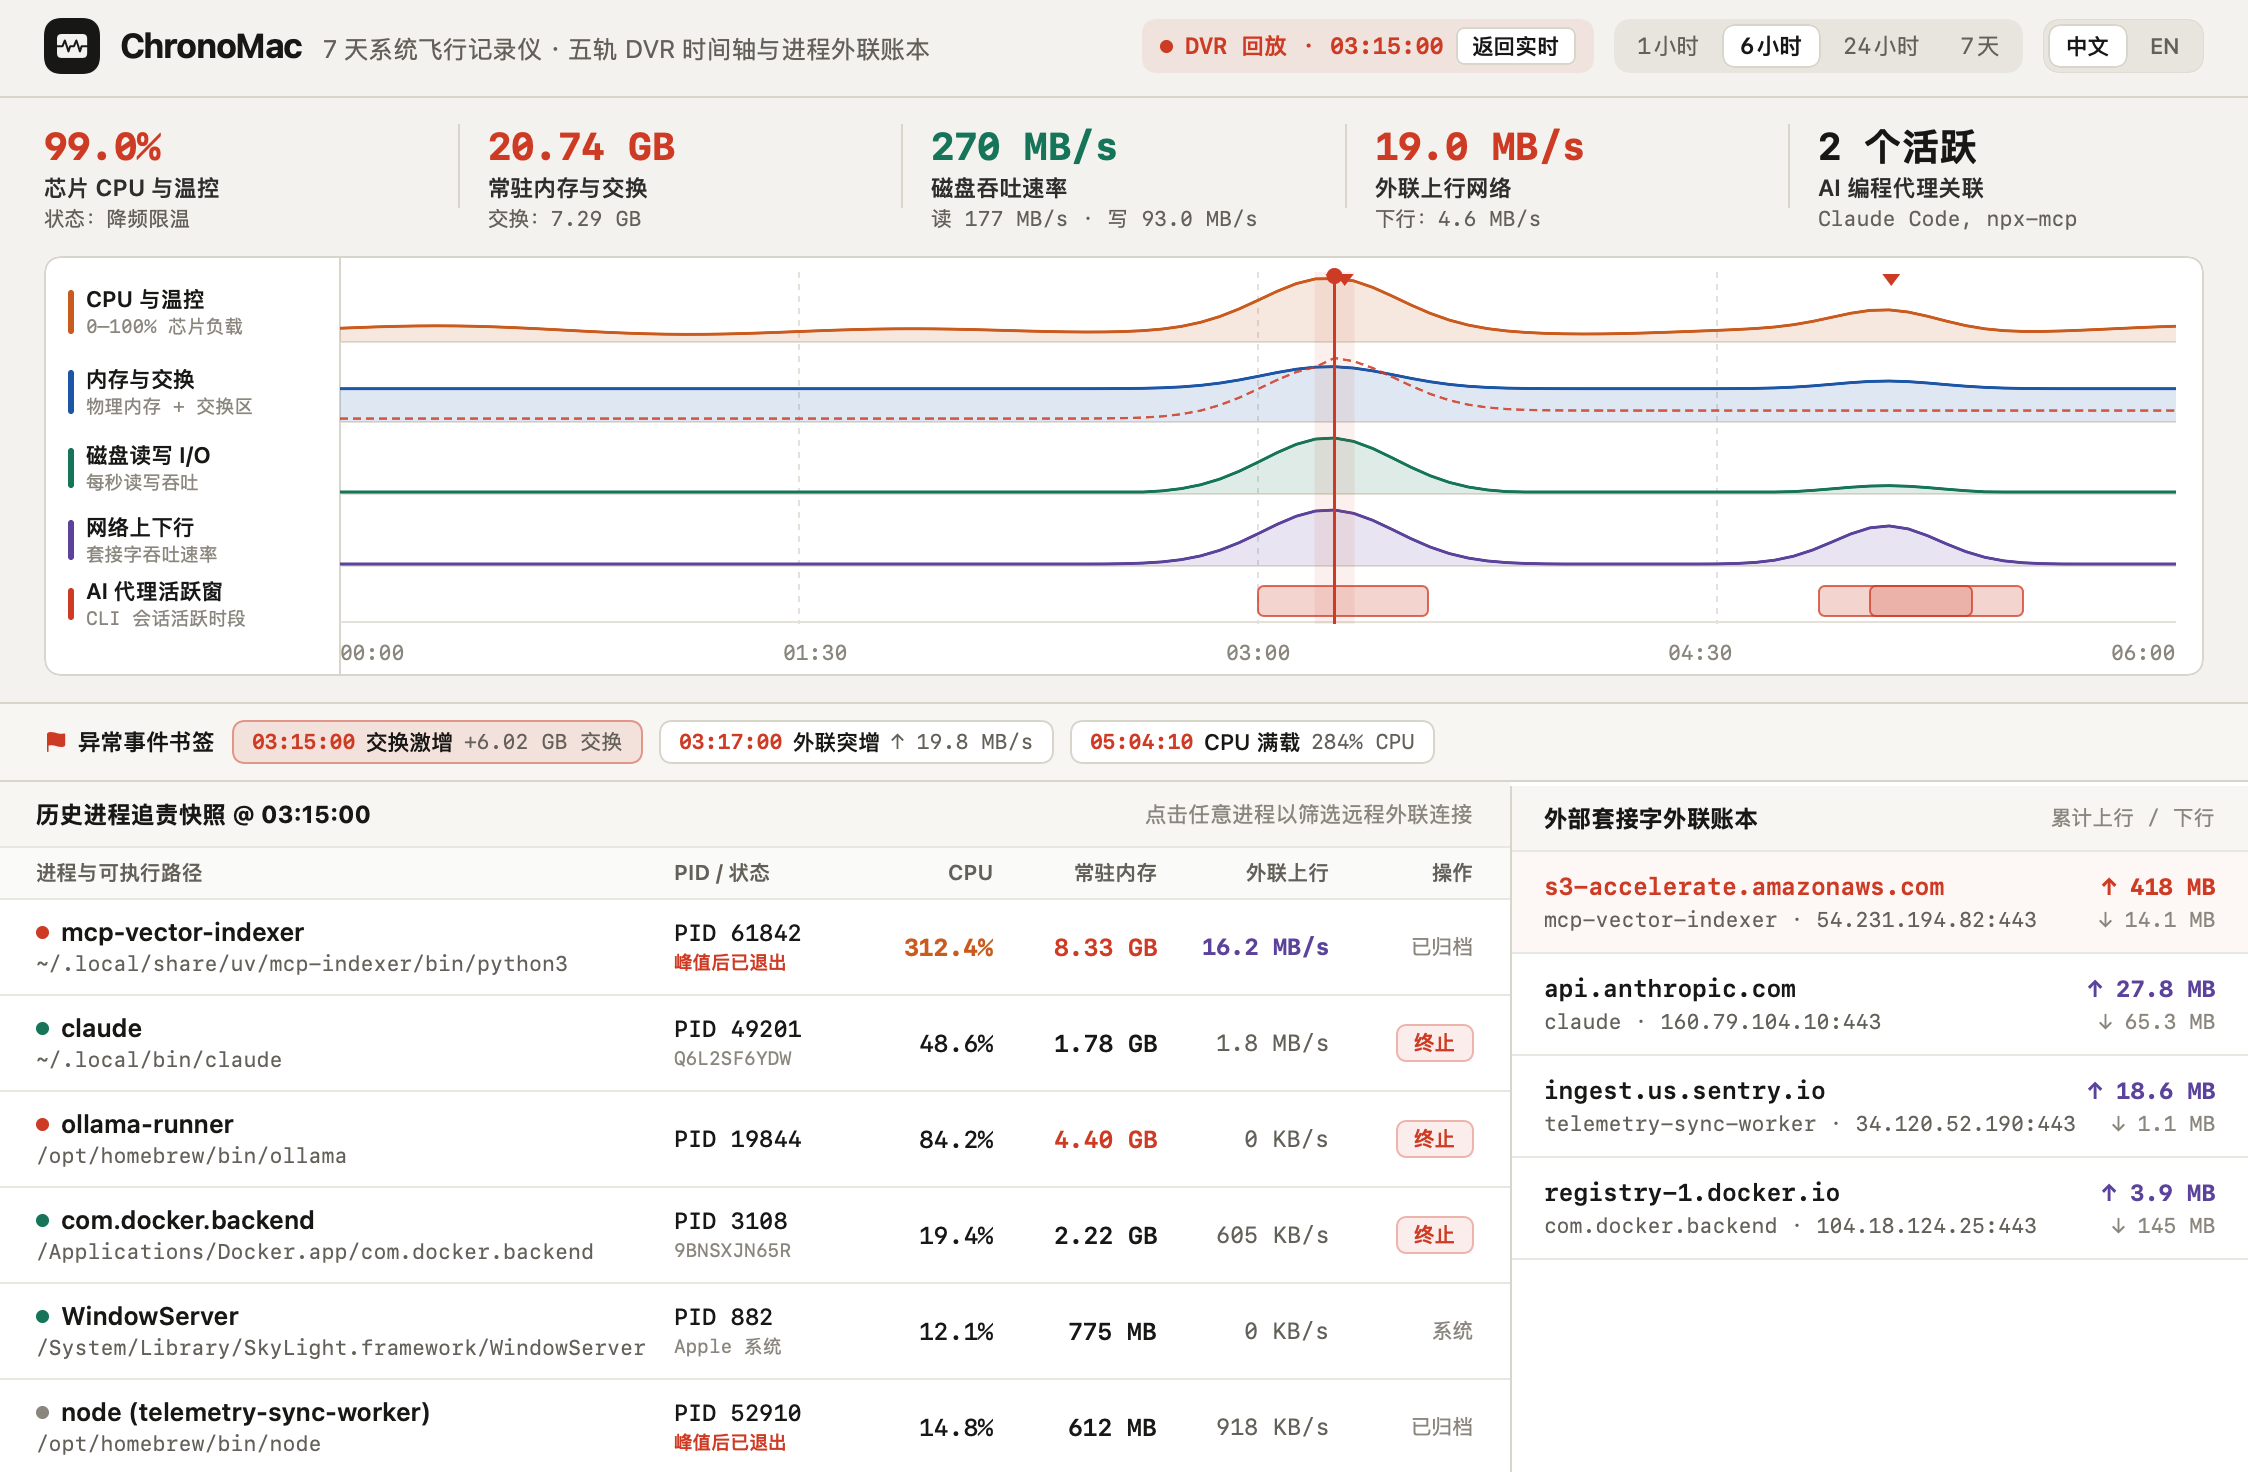 ChronoMac 7 天系统飞行记录仪 · 五轨 DVR 时间轴与进程外联账本
DVR 回放 · 03:15:00 返回实时
1小时 6小时 24小时 7天
中文 EN
99.0%
芯片 CPU 与温控
状态: 降频限温
20.74 GB
常驻内存与交换
交换: 7.29 GB
270 MB/s
磁盘吞吐速率
读 177 MB/s · 写 93.0 MB/s
19.0 MB/s
外联上行网络
下行: 4.6 MB/s
2 个活跃
AI 编程代理关联
Claude Code, npx-mcp
CPU 与温控
0—100% 芯片负载
内存与交换
物理内存 + 交换区
磁盘读写 I/O
每秒读写吞吐
网络上下行
套接字吞吐速率
AI 代理活跃窗
CLI 会话活跃时段
00:00 01:30 03:00 04:30 06:00
异常事件书签
03:15:00 交换激增 +6.02 GB 交换
03:17:00 外联突增 ↑ 19.8 MB/s
05:04:10 CPU 满载 284% CPU
历史进程追责快照 @ 03:15:00 点击任意进程以筛选远程外联连接
进程与可执行路径 PID / 状态 CPU 常驻内存 外联上行 操作
mcp-vector-indexer PID 61842 312.4% 8.33 GB 16.2 MB/s 已归档
~/.local/share/uv/mcp-indexer/bin/python3 峰值后已退出
claude PID 49201 48.6% 1.78 GB 1.8 MB/s 终止
~/.local/bin/claude Q6L2SF6YDW
ollama-runner PID 19844 84.2% 4.40 GB 0 KB/s 终止
/opt/homebrew/bin/ollama
com.docker.backend PID 3108 19.4% 2.22 GB 605 KB/s 终止
/Applications/Docker.app/com.docker.backend 9BNSXJN65R
WindowServer PID 882 12.1% 775 MB 0 KB/s 系统
/System/Library/SkyLight.framework/WindowServer Apple 系统
node (telemetry-sync-worker) PID 52910 14.8% 612 MB 918 KB/s 已归档
/opt/homebrew/bin/node 峰值后已退出
外部套接字外联账本 累计上行 / 下行
s3-accelerate.amazonaws.com ↑ 418 MB
mcp-vector-indexer · 54.231.194.82:443 ↓ 14.1 MB
api.anthropic.com ↑ 27.8 MB
claude · 160.79.104.10:443 ↓ 65.3 MB
ingest.us.sentry.io ↑ 18.6 MB
telemetry-sync-worker · 34.120.52.190:443 ↓ 1.1 MB
registry-1.docker.io ↑ 3.9 MB
com.docker.backend · 104.18.124.25:443 ↓ 145 MB